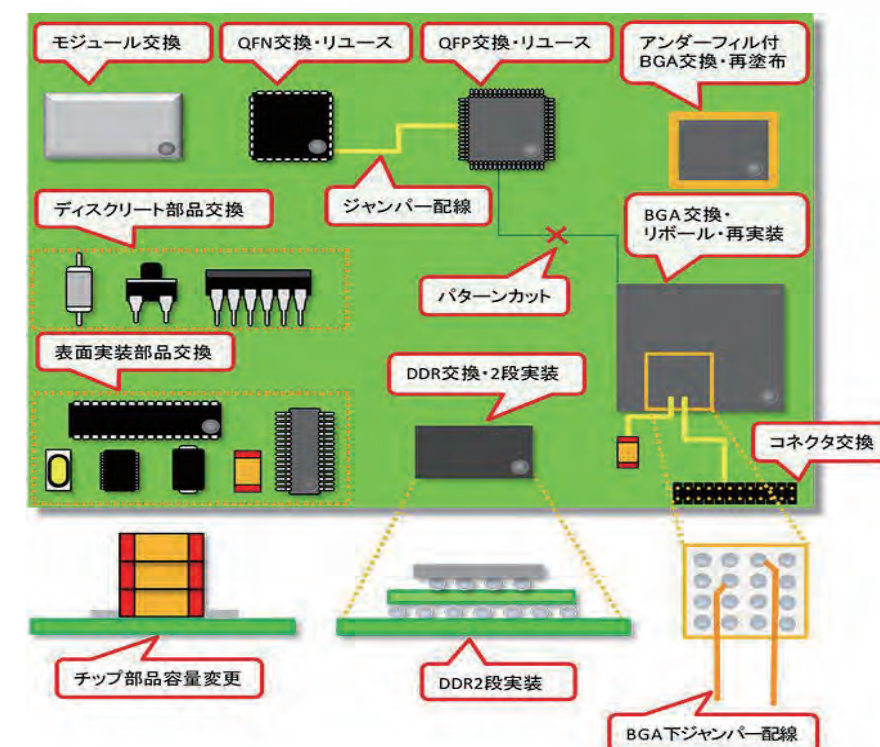 モジュール交換
QFN交換・リユース
QFP交換・リユース
アンダーフィル付
BGA交換・再塗布
ディスクリート部品交換
ジャンパー配線
BGA交換・
リボール・再実装
パターンカット
表面実装部品交換
DDR交換・2段実装
コネクタ交換
チップ部品容量変更
DDR2段実装
BGA下ジャンパー配線